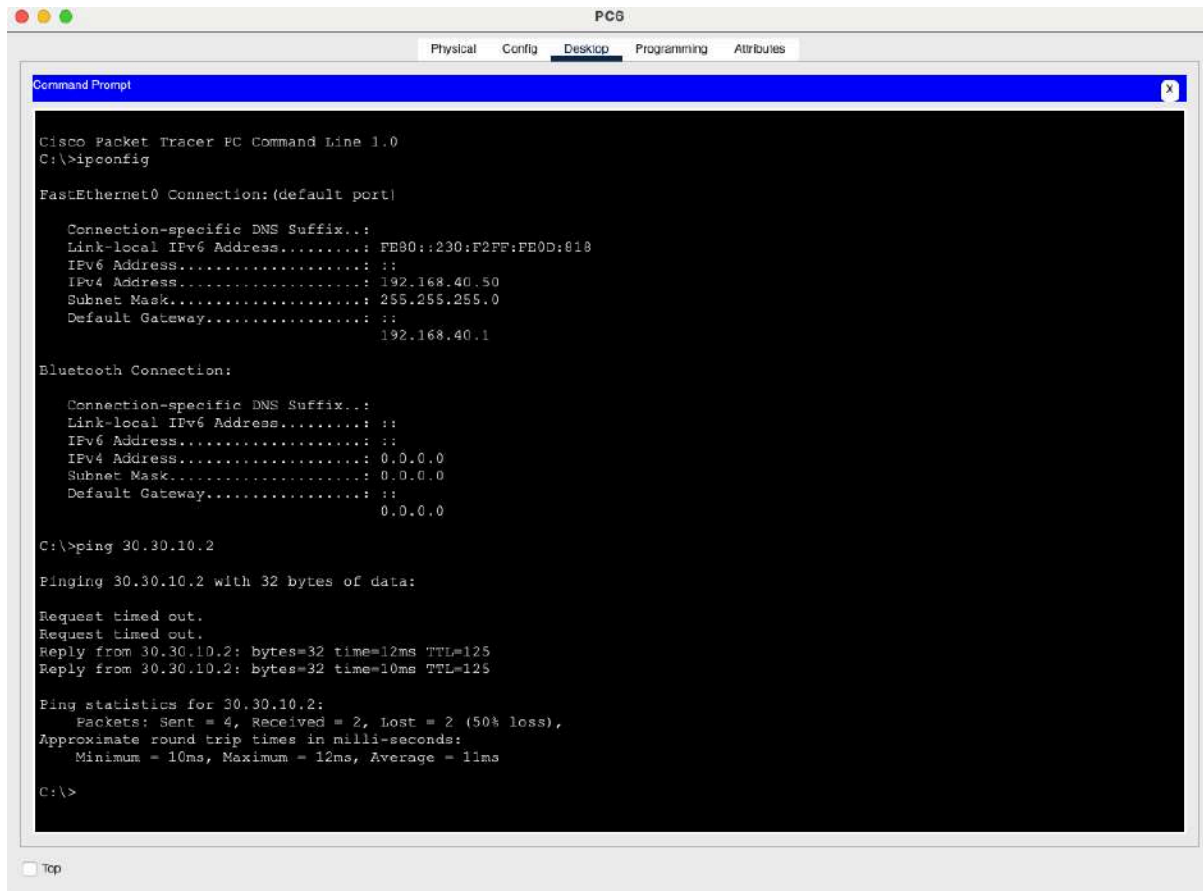 PC6
Physical Config Desktop Programming Attributes
Command Prompt
X
Cisco Packet Tracer PC Command Line 1.0
C:\>ipconfig
FastEthernet0 Connection:(default port)
Connection-specific DNS Suffix..:
Link-local IPv6 Address.........: FE80::230:F2FF:FE0D:818
IPv6 Address....................: ::
IPv4 Address....................: 192.168.40.50
Subnet Mask.....................: 255.255.255.0
Default Gateway.................: ::
192.168.40.1
Bluetooth Connection:
Connection-specific DNS Suffix..:
Link-local IPv6 Address.........: ::
IPv6 Address....................: ::
IPv4 Address....................: 0.0.0.0
Subnet Mask.....................: 0.0.0.0
Default Gateway.................: ::
0.0.0.0
C:\>ping 30.30.10.2
Pinging 30.30.10.2 with 32 bytes of data:
Request timed out.
Request timed out.
Reply from 30.30.10.2: bytes=32 time=12ms TTL=125
Reply from 30.30.10.2: bytes=32 time=10ms TTL=125
Ping statistics for 30.30.10.2:
Packets: Sent = 4, Received = 2, Lost = 2 (50% loss),
Approximate round trip times in milli-seconds:
Minimum = 10ms, Maximum = 12ms, Average = 11ms
C:\>
Top